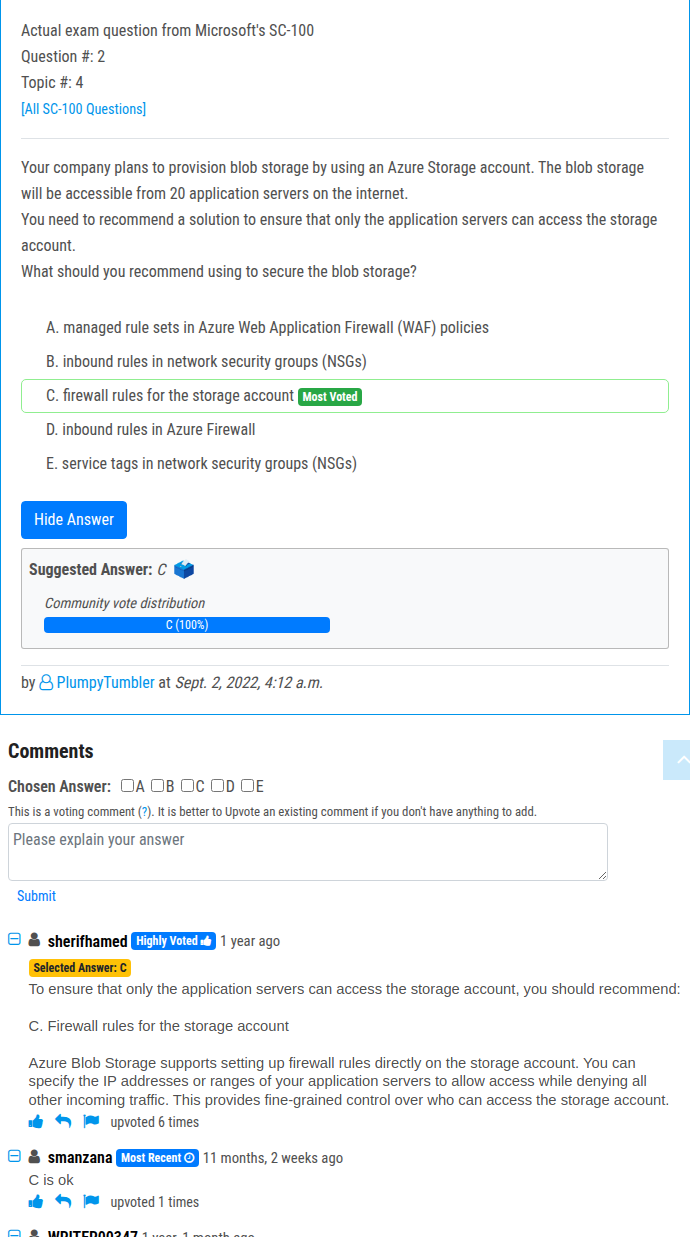 Actual exam question from Microsoft's SC-100
Question #: 2
Topic #: 4
[All SC-100 Questions]
Your company plans to provision blob storage by using an Azure Storage account. The blob storage
will be accessible from 20 application servers on the internet.
You need to recommend a solution to ensure that only the application servers can access the storage
account.
What should you recommend using to secure the blob storage?
A. managed rule sets in Azure Web Application Firewall (WAF) policies
B. inbound rules in network security groups (NSGs)
C. firewall rules for the storage account Most Voted
D. inbound rules in Azure Firewall
E. service tags in network security groups (NSGs)
Hide Answer
Suggested Answer: C
Community vote distribution
C (100%)
by PlumpyTumbler at Sept. 2, 2022, 4:12 a.m.
Comments
Chosen Answer: A B C D E
This is a voting comment (?). It is better to Upvote an existing comment if you don't have anything to add.
Please explain your answer
Submit
sherifhamed Highly Voted 1 year ago
Selected Answer: C
To ensure that only the application servers can access the storage account, you should recommend:
C. Firewall rules for the storage account
Azure Blob Storage supports setting up firewall rules directly on the storage account. You can
specify the IP addresses or ranges of your application servers to allow access while denying all
other incoming traffic. This provides fine-grained control over who can access the storage account.
upvoted 6 times
smanzana Most Recent 11 months, 2 weeks ago
C is ok
upvoted 1 times
WRITER00347 1 year, 1 month ago